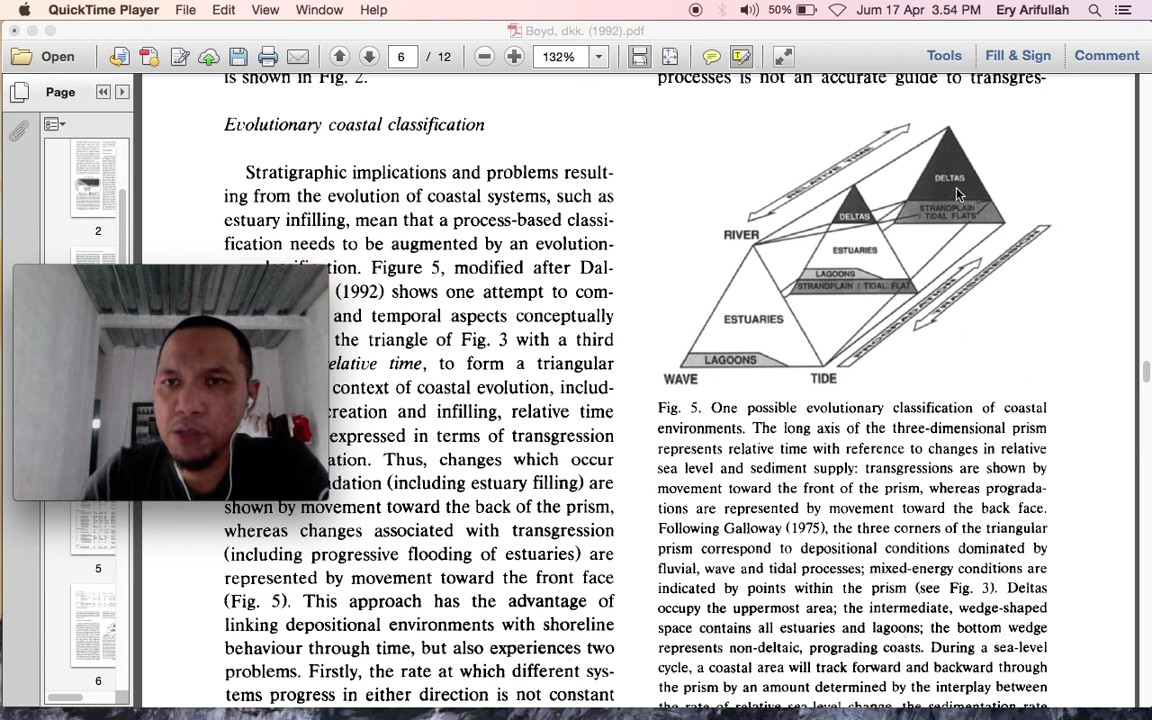 QuickTime Player File Edit View Window Help 50% Jum 17 Apr 3.54 PM Ery Arifullah
Boyd, dkk. (1992).pdf
Open 6 / 12 132% Tools Fill & Sign Comment
Page
2
5
6
is shown in Fig. 2.
Evolutionary coastal classification
Stratigraphic implications and problems result-
ing from the evolution of coastal systems, such as
estuary infilling, mean that a process-based classi-
fication needs to be augmented by an evolution-
tion. Figure 5, modified after Dal-
(1992) shows one attempt to com-
and temporal aspects conceptually
the triangle of Fig. 3 with a third
elative time, to form a triangular
context of coastal evolution, includ-
creation and infilling, relative time
expressed in terms of transgression
ation. Thus, changes which occur
dation (including estuary filling) are
shown by movement toward the back of the prism,
whereas changes associated with transgression
(including progressive flooding of estuaries) are
represented by movement toward the front face
(Fig. 5). This approach has the advantage of
linking depositional environments with shoreline
behaviour through time, but also experiences two
problems. Firstly, the rate at which different sys-
tems progress in either direction is not constant
processes is not an accurate guide to transgres-
RELATIVE TIME
DELTAS
STRANDPLAIN /
TIDAL FLATS
DELTAS
RIVER
ESTUARIES
LAGOONS
STRANDPLAIN / TIDAL FLAT
ESTUARIES
LAGOONS
PROGRADATION
TRANSGRESSION
WAVE
TIDE
Fig. 5. One possible evolutionary classification of coastal
environments. The long axis of the three-dimensional prism
represents relative time with reference to changes in relative
sea level and sediment supply: transgressions are shown by
movement toward the front of the prism, whereas prograda-
tions are represented by movement toward the back face.
Following Galloway (1975), the three corners of the triangular
prism correspond to depositional conditions dominated by
fluvial, wave and tidal processes; mixed-energy conditions are
indicated by points within the prism (see Fig. 3). Deltas
occupy the uppermost area; the intermediate, wedge-shaped
space contains all estuaries and lagoons; the bottom wedge
represents non-deltaic, prograding coasts. During a sea-level
cycle, a coastal area will track forward and backward through
the prism by an amount determined by the interplay between
the rate of relative sea level change, the sedimentation rate